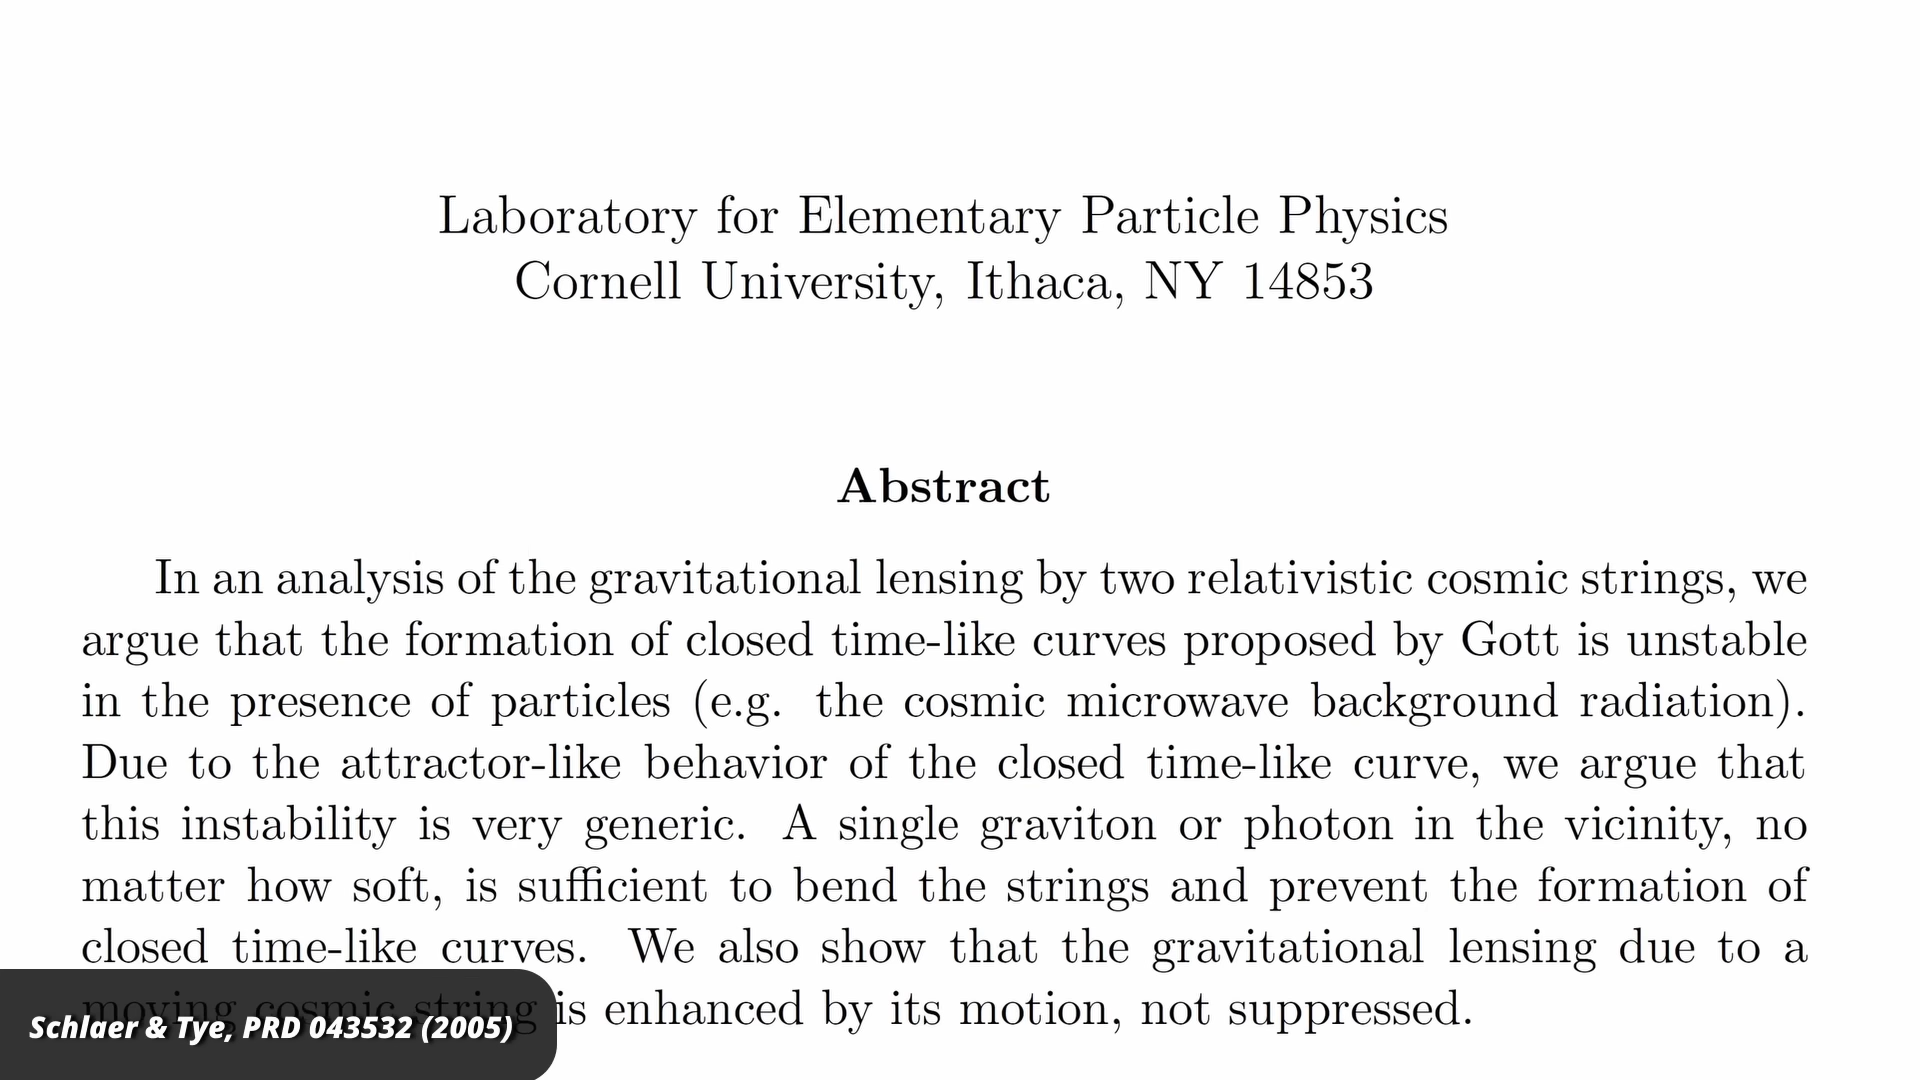 Laboratory for Elementary Particle Physics
Cornell University, Ithaca, NY 14853
Abstract
In an analysis of the gravitational lensing by two relativistic cosmic strings, we
argue that the formation of closed time-like curves proposed by Gott is unstable
in the presence of particles (e.g. the cosmic microwave background radiation).
Due to the attractor-like behavior of the closed time-like curve, we argue that
this instability is very generic. A single graviton or photon in the vicinity, no
matter how soft, is sufficient to bend the strings and prevent the formation of
closed time-like curves. We also show that the gravitational lensing due to a
moving cosmic string is enhanced by its motion, not suppressed.
Schlaer & Tye, PRD 043532 (2005)